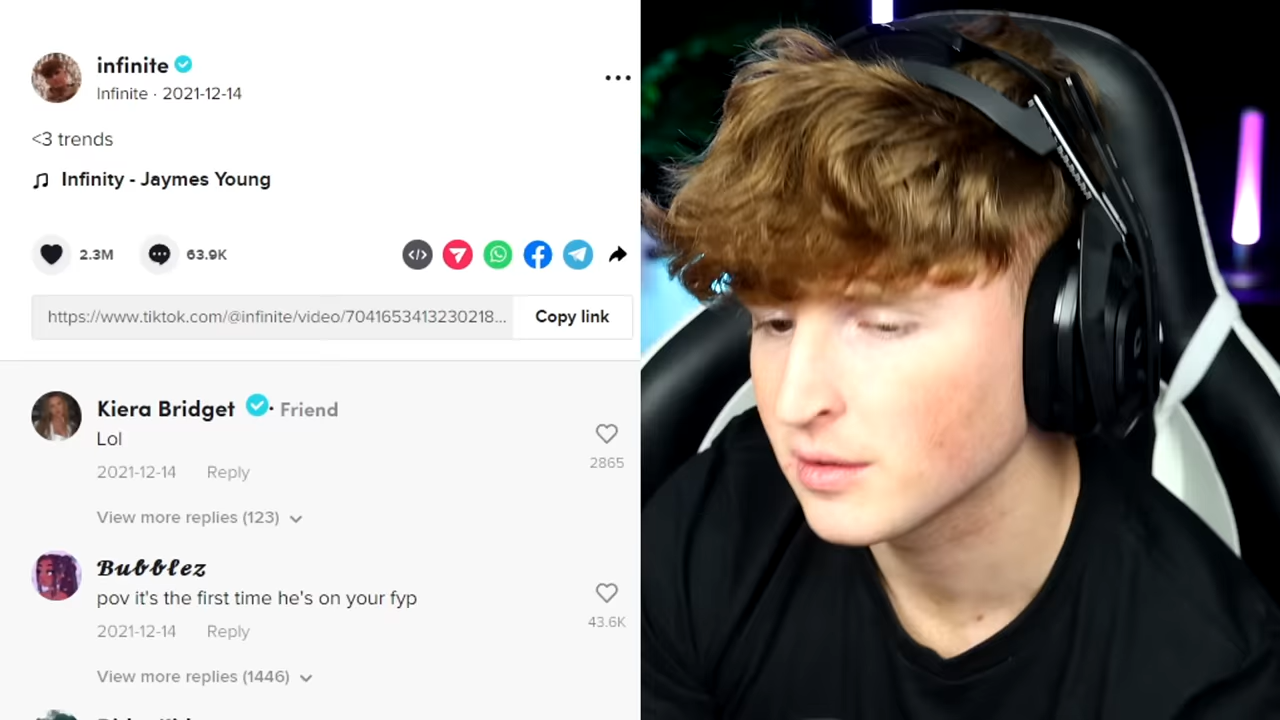 infinite
Infinite · 2021-12-14
<3 trends
Infinity - Jaymes Young
2.3M
63.9K
https://www.tiktok.com/@infinite/video/7041653413230218...
Copy link
Kiera Bridget · Friend
Lol
2865
2021-12-14 Reply
View more replies (123)
Bubblez
pov it's the first time he's on your fyp
43.6K
2021-12-14 Reply
View more replies (1446)